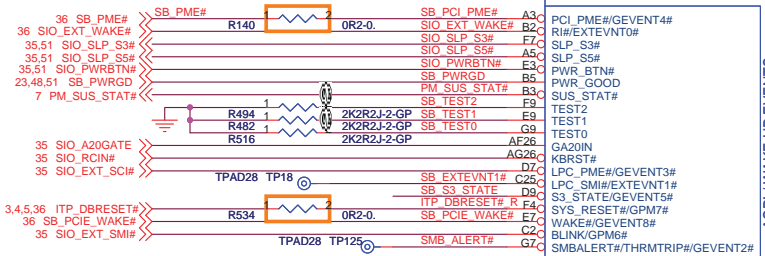 36 SB_PME# SB_PME# 1 2 SB_PCI_PME# A3 PCI_PME#/GEVENT4#
36 SIO_EXT_WAKE# R140 0R2-0. SIO_EXT_WAKE# B2 RI#/EXTEVNT0#
35,51 SIO_SLP_S3# SIO_SLP_S3# F7 SLP_S3#
35,51 SIO_SLP_S5# SIO_SLP_S5# A5 SLP_S5#
35,51 SIO_PWRBTN# SIO_PWRBTN# E3 PWR_BTN#
23,48,51 SB_PWRGD SB_PWRGD B5 PWR_GOOD
7 PM_SUS_STAT# PM_SUS_STAT# B3 SUS_STAT#
1 SB_TEST2 F9 TEST2
R494 1 2K2R2J-2-GP SB_TEST1 E9 TEST1
R482 1 2K2R2J-2-GP SB_TEST0 G9 TEST0
R516 2K2R2J-2-GP
35 SIO_A20GATE AF26 GA20IN
35 SIO_RCIN# AG26 KBRST#
35 SIO_EXT_SCI# D7 LPC_PME#/GEVENT3#
TPAD28 TP18 SB_EXTEVNT1# C25 LPC_SMI#/EXTEVNT1#
SB_S3_STATE D9 S3_STATE/GEVENT5#
3,4,5,36 ITP_DBRESET# 1 2 ITP_DBRESET#_R F4 SYS_RESET#/GPM7#
36 SB_PCIE_WAKE# R534 0R2-0. SB_PCIE_WAKE# E7 WAKE#/GEVENT8#
35 SIO_EXT_SMI# C2 BLINK/GPM6#
TPAD28 TP125 SMB_ALERT# G7 SMBALERT#/THRMTRIP#/GEVENT2#